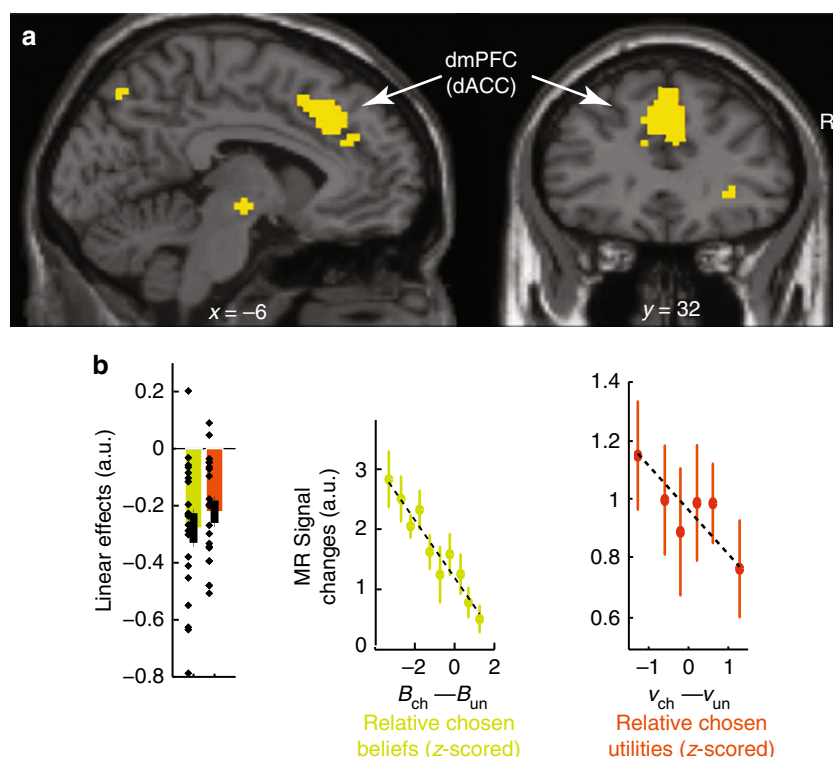 a
dmPFC
(dACC)
R
x = –6
y = 32
b
Linear effects (a.u.)
0.2
0
–0.2
–0.4
–0.6
–0.8
MR Signal
changes (a.u.)
3
2
1
0
–2 0 2
Bch —Bun
Relative chosen
beliefs (z-scored)
1.4
1.2
1
0.8
0.6
–1 0 1
vch —vun
Relative chosen
utilities (z-scored)